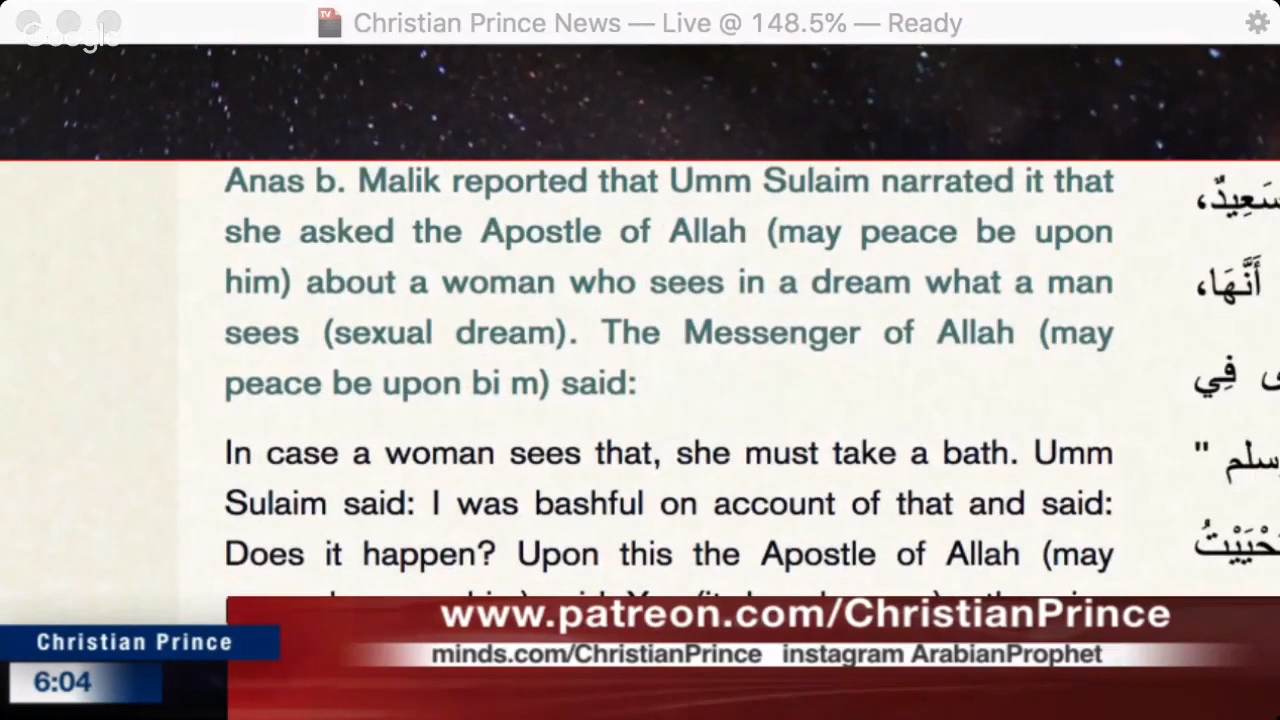 Christian Prince News — Live @ 148.5% — Ready
Google
Anas b. Malik reported that Umm Sulaim narrated it that
she asked the Apostle of Allah (may peace be upon
him) about a woman who sees in a dream what a man
sees (sexual dream). The Messenger of Allah (may
peace be upon bi m) said:
In case a woman sees that, she must take a bath. Umm
Sulaim said: I was bashful on account of that and said:
Does it happen? Upon this the Apostle of Allah (may
سَعِيدٌ،
أَنَّهَا،
فِي
وسلم "
www.patreon.com/ChristianPrince
Christian Prince
minds.com/ChristianPrince instagram ArabianProphet
6:04